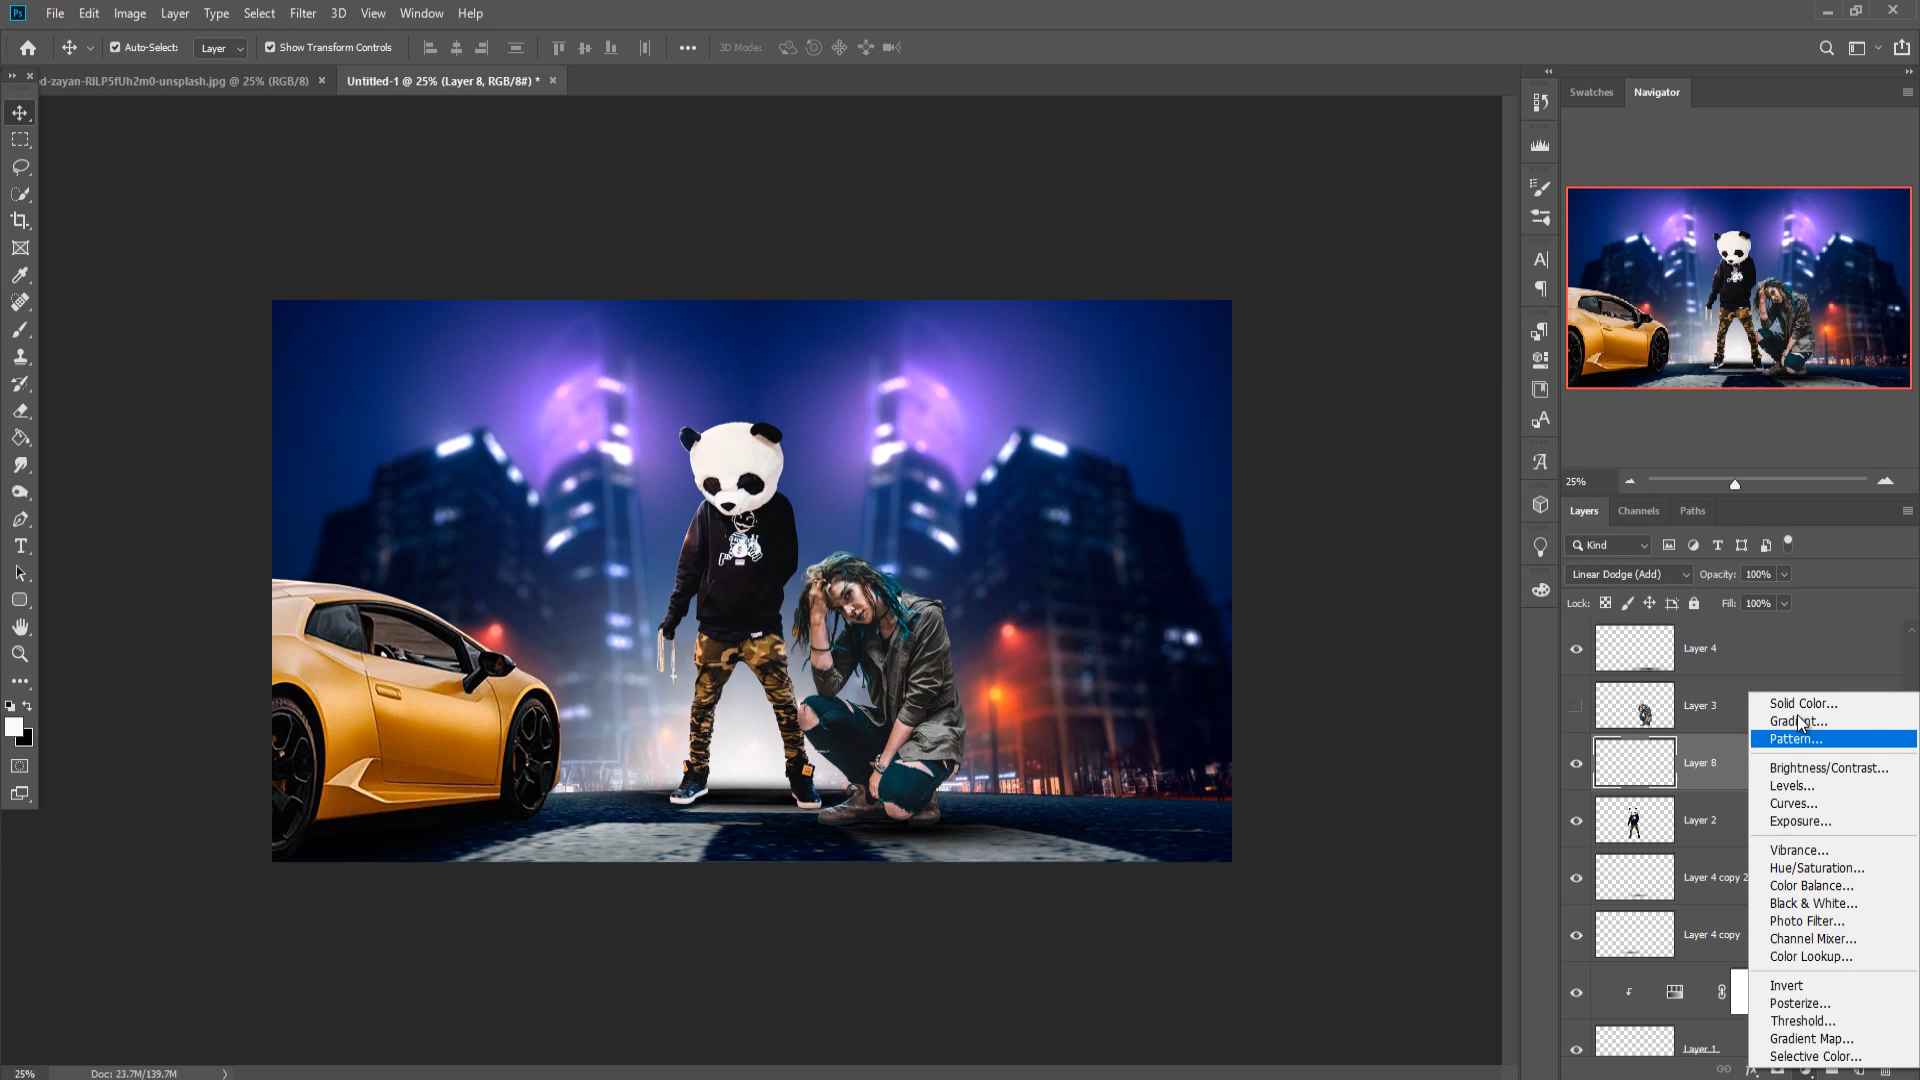 Ps File Edit Image Layer Type Select Filter 3D View Window Help
Auto-Select: Layer Show Transform Controls 3D Mode:
d-zayan-RILP5fUh2m0-unsplash.jpg @ 25% (RGB/8) Untitled-1 @ 25% (Layer 8, RGB/8#) *
Swatches Navigator
25%
Layers Channels Paths
Kind
Linear Dodge (Add) Opacity: 100%
Lock: Fill: 100%
Layer 4
Layer 3
Layer 8
Layer 2
Layer 4 copy 2
Layer 4 copy
Layer 1
Solid Color...
Gradient...
Pattern...
Brightness/Contrast...
Levels...
Curves...
Exposure...
Vibrance...
Hue/Saturation...
Color Balance...
Black & White...
Photo Filter...
Channel Mixer...
Color Lookup...
Invert
Posterize...
Threshold...
Gradient Map...
Selective Color...
25% Doc: 23.7M/139.7M